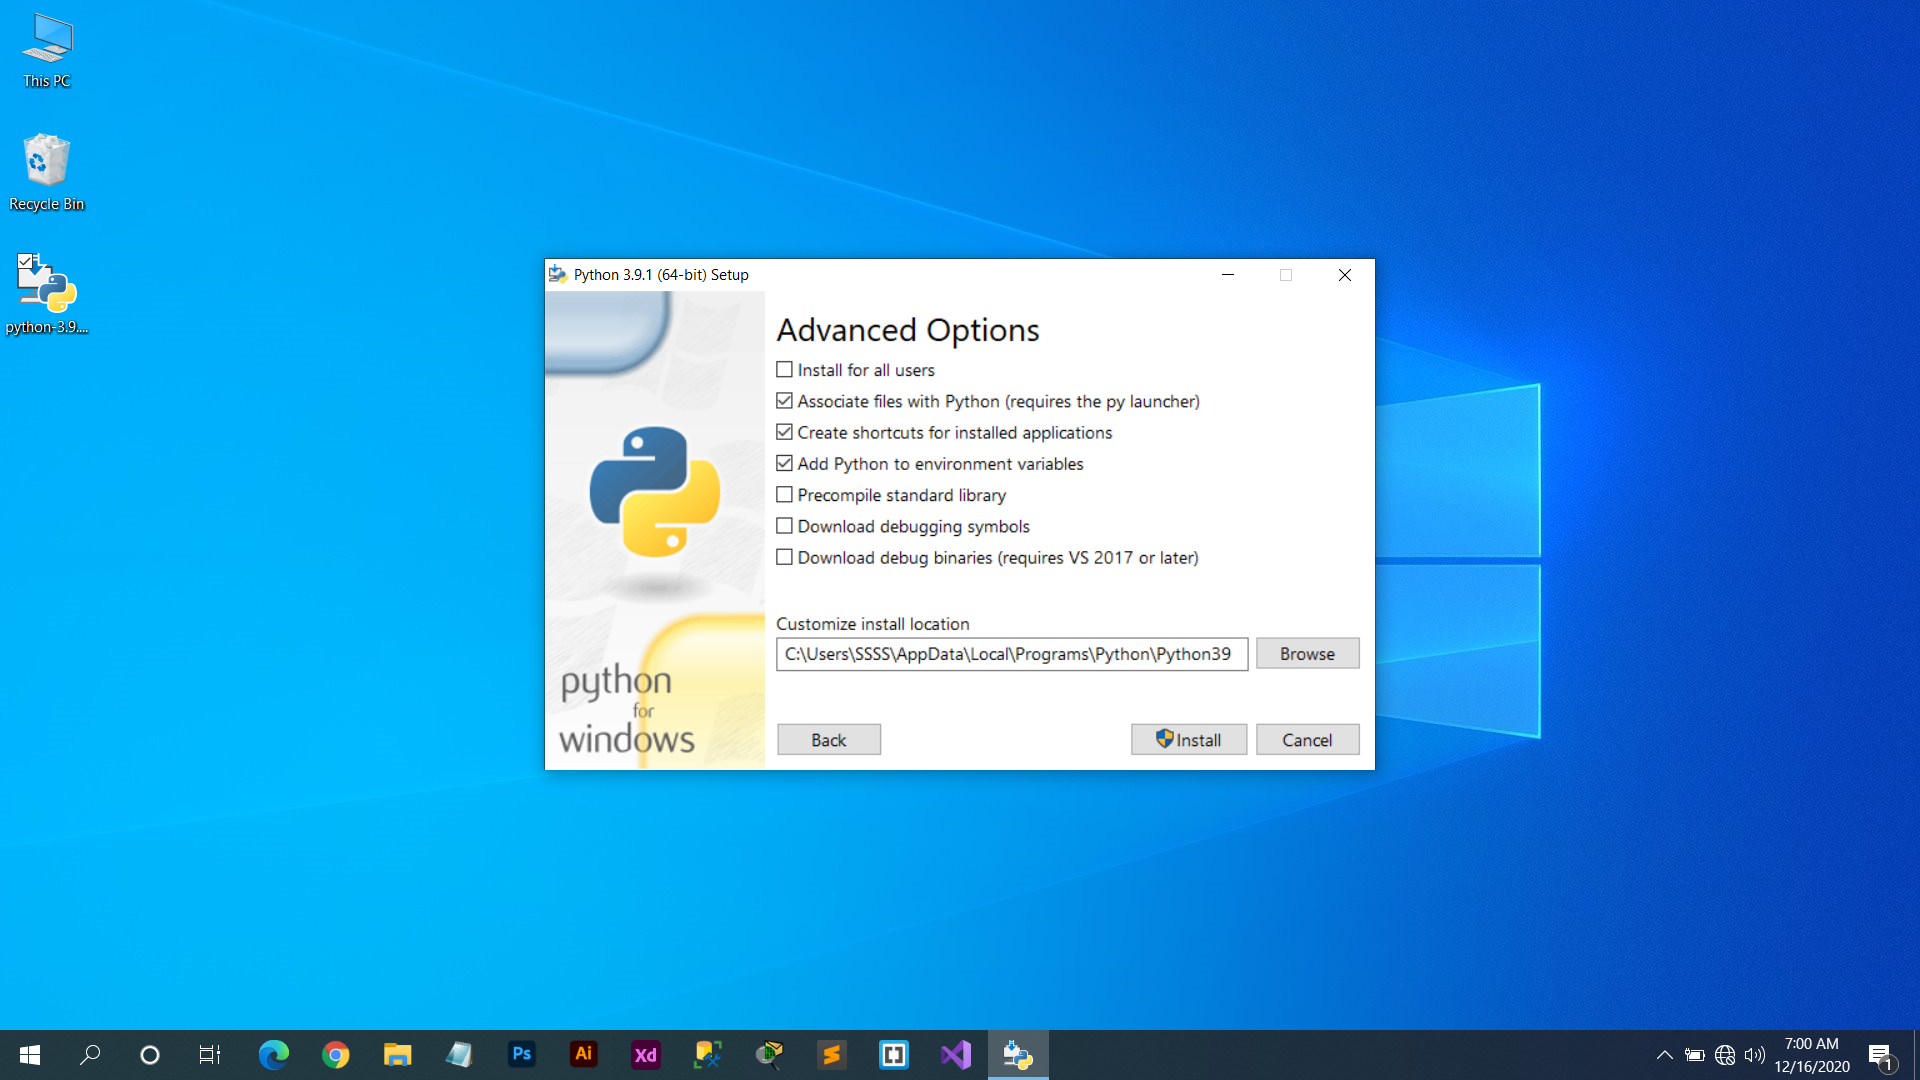 This PC
Recycle Bin
python-3.9....
Python 3.9.1 (64-bit) Setup
Advanced Options
Install for all users
Associate files with Python (requires the py launcher)
Create shortcuts for installed applications
Add Python to environment variables
Precompile standard library
Download debugging symbols
Download debug binaries (requires VS 2017 or later)
Customize install location
C:\Users\SSSS\AppData\Local\Programs\Python\Python39
Browse
python
for
windows
Back
Install
Cancel
Ps
Ai
Xd
7:00 AM
12/16/2020
1